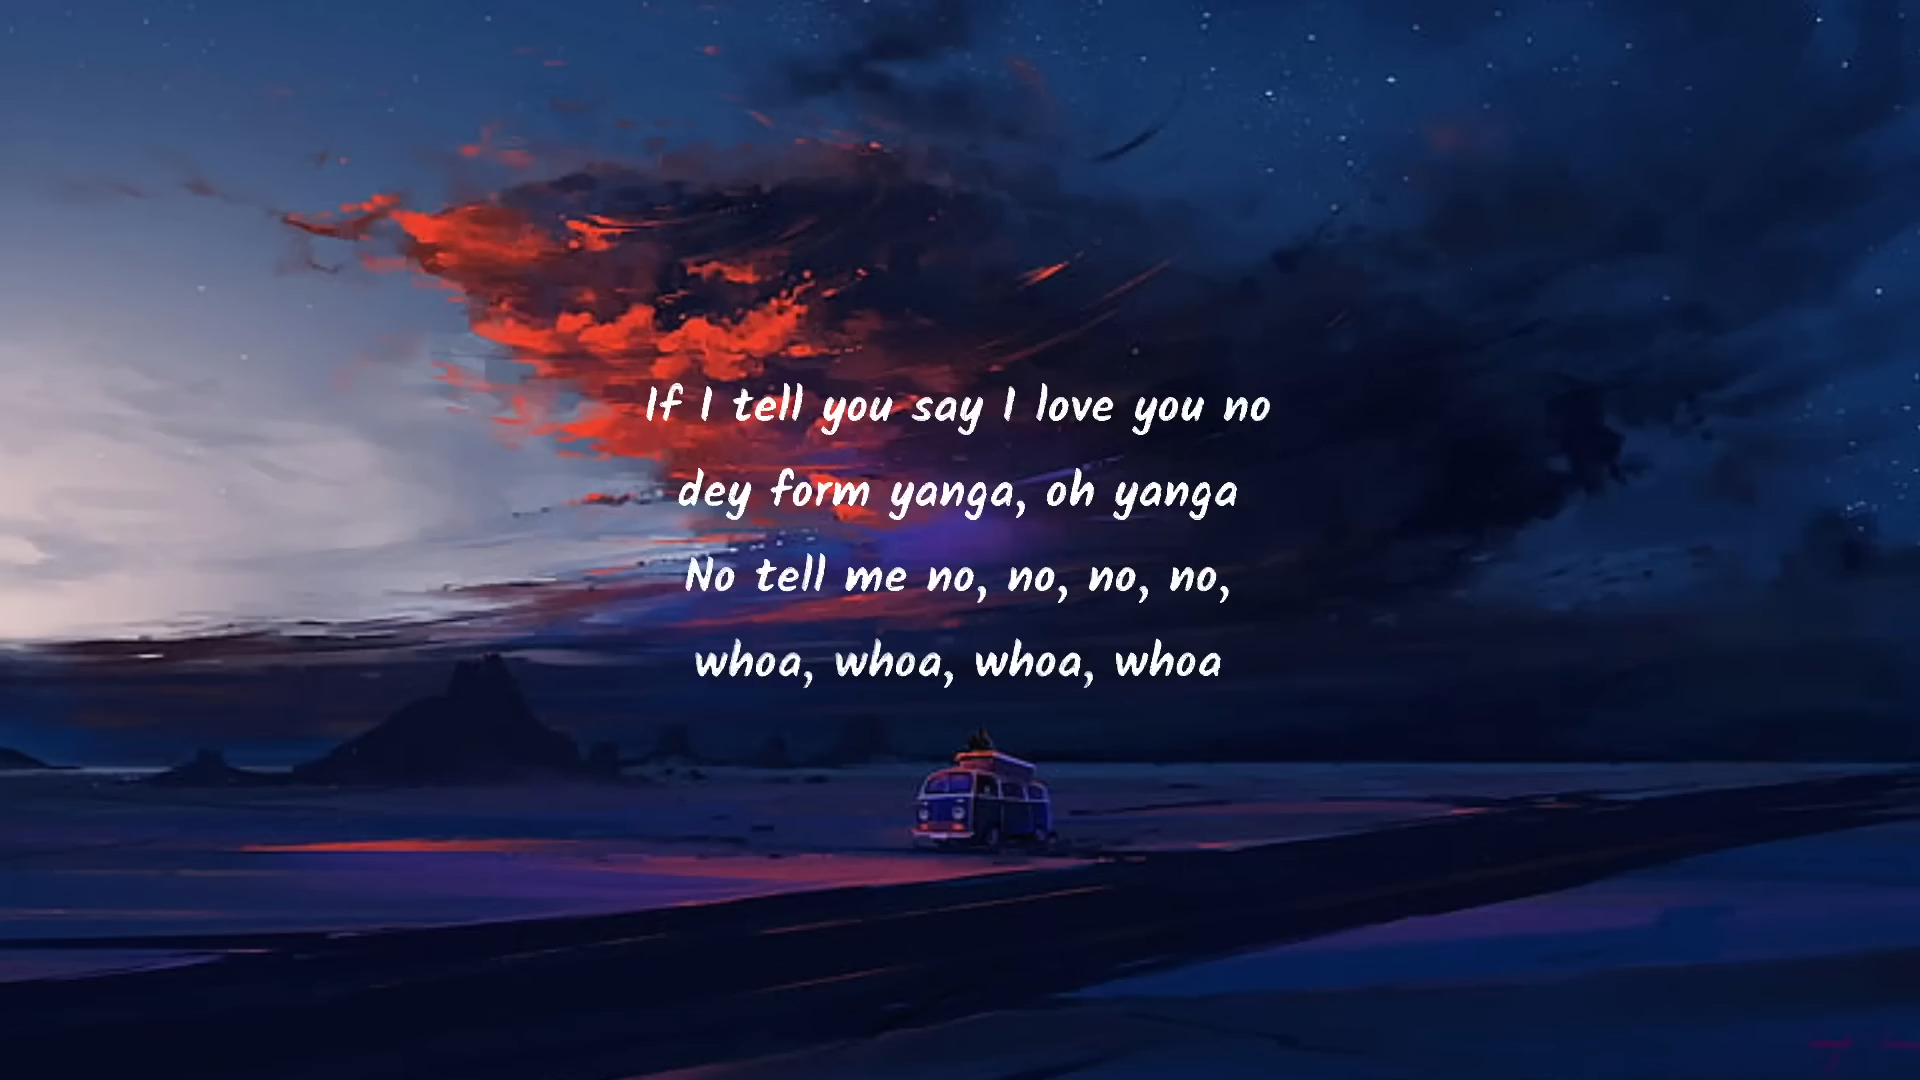 If I tell you say I love you no
dey form yanga, oh yanga
No tell me no, no, no, no,
whoa, whoa, whoa, whoa